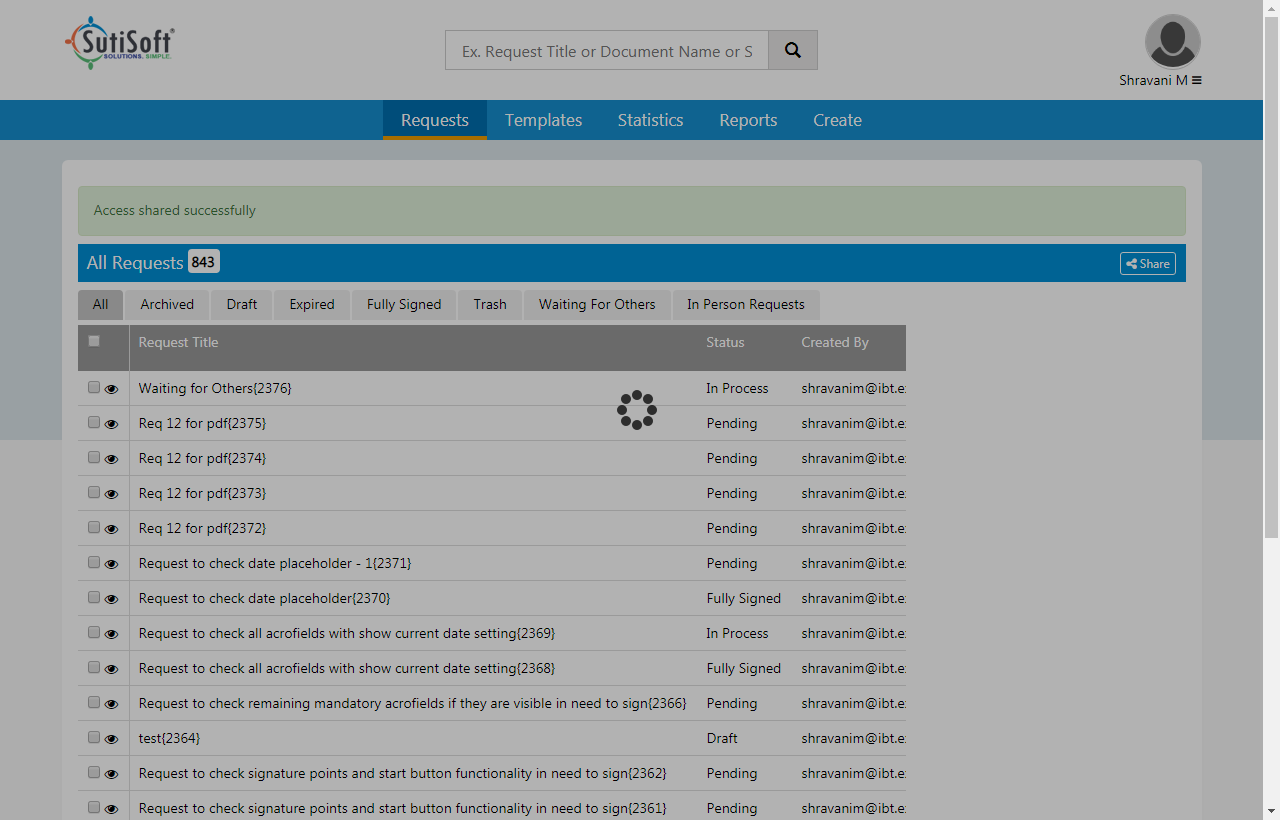 SutiSoft®
SOLUTIONS. SIMPLE.
Ex. Request Title or Document Name or S
Shravani M
Requests Templates Statistics Reports Create
Access shared successfully
All Requests 843 Share
All Archived Draft Expired Fully Signed Trash Waiting For Others In Person Requests
Request Title Status Created By
Waiting for Others{2376} In Process shravanim@ibt.e
Req 12 for pdf{2375} Pending shravanim@ibt.e
Req 12 for pdf{2374} Pending shravanim@ibt.e
Req 12 for pdf{2373} Pending shravanim@ibt.e
Req 12 for pdf{2372} Pending shravanim@ibt.e
Request to check date placeholder - 1{2371} Pending shravanim@ibt.e
Request to check date placeholder{2370} Fully Signed shravanim@ibt.e
Request to check all acrofields with show current date setting{2369} In Process shravanim@ibt.e
Request to check all acrofields with show current date setting{2368} Fully Signed shravanim@ibt.e
Request to check remaining mandatory acrofields if they are visible in need to sign{2366} Pending shravanim@ibt.e
test{2364} Draft shravanim@ibt.e
Request to check signature points and start button functionality in need to sign{2362} Pending shravanim@ibt.e
Request to check signature points and start button functionality in need to sign{2361} Pending shravanim@ibt.e